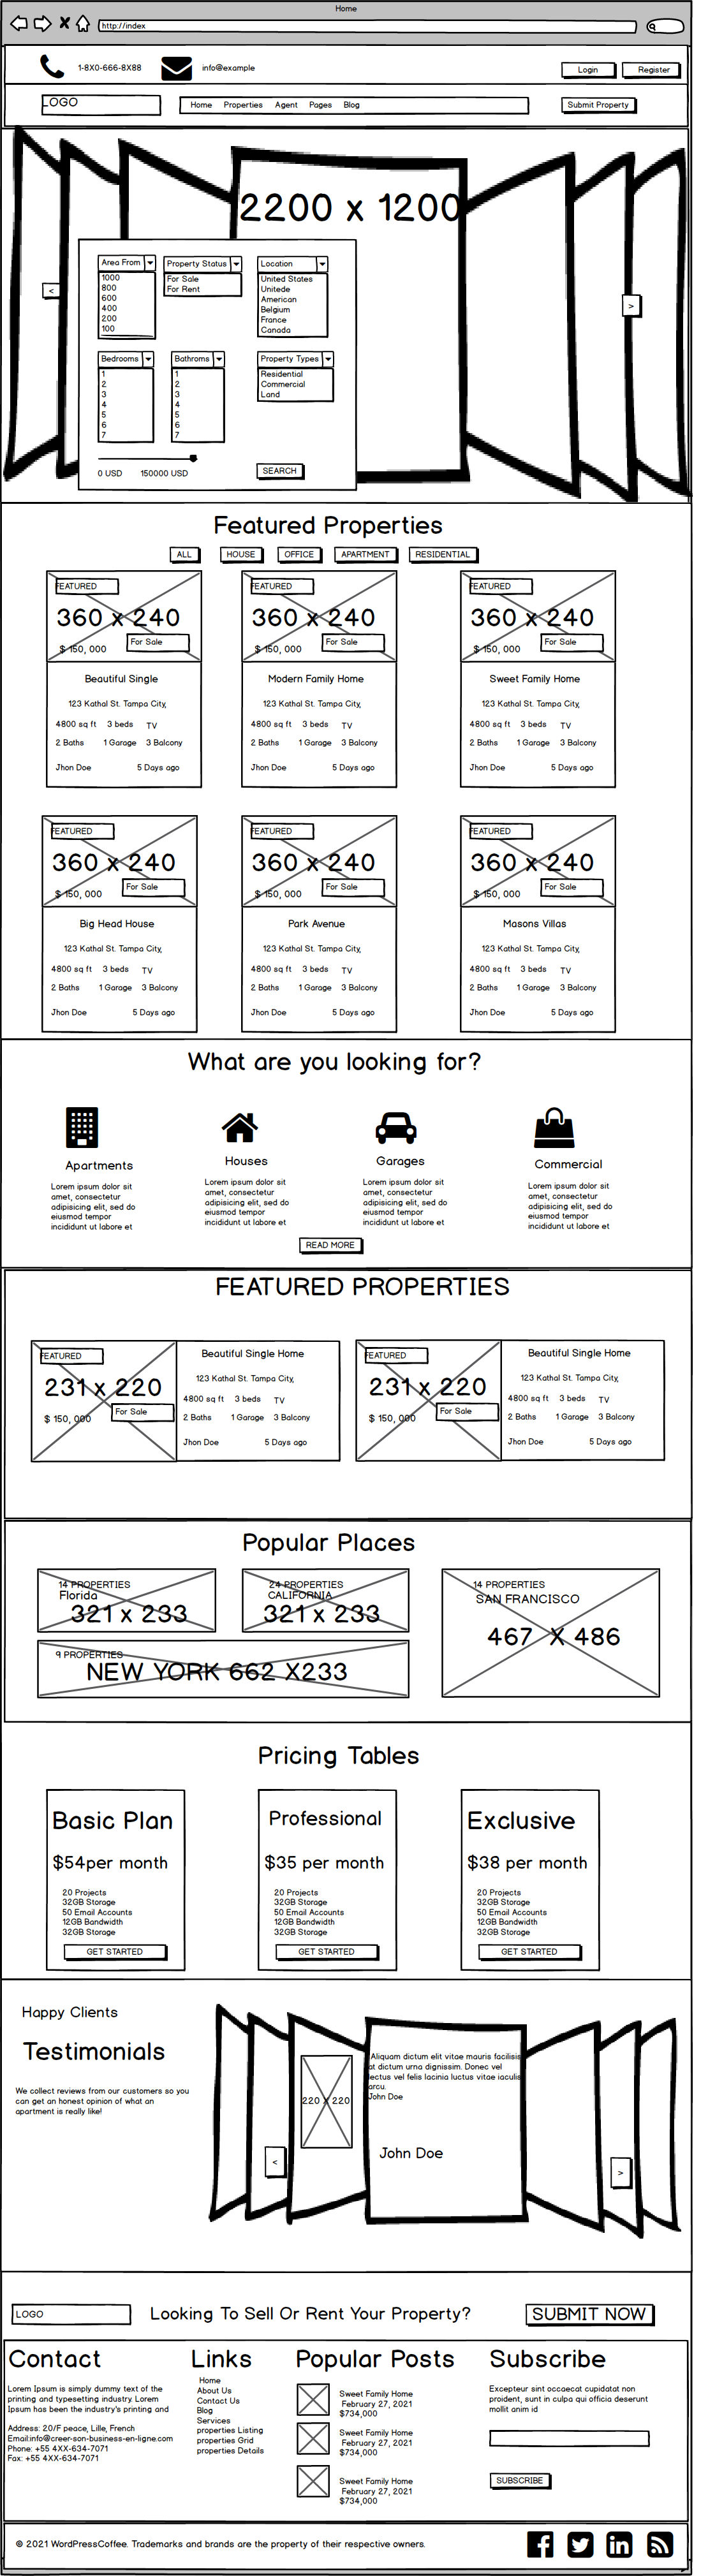 Home
http://index
1-8X0-666-8X88
info@example
Login
Register
LOGO
Home Properties Agent Pages Blog
Submit Property
2200 x 1200
Area From
1000
800
600
400
200
100
Property Status
For Sale
For Rent
Location
United States
Unitede
American
Belgium
France
Canada
<
>
Bedrooms
1
2
3
4
5
6
7
Bathroms
1
2
3
4
5
6
7
Property Types
Residential
Commercial
Land
0 USD 150000 USD
SEARCH
Featured Properties
ALL HOUSE OFFICE APARTMENT RESIDENTIAL
FEATURED
360 x 240
For Sale
$ 150, 000
Beautiful Single
123 Kathal St. Tampa City,
4800 sq ft 3 beds TV
2 Baths 1 Garage 3 Balcony
Jhon Doe 5 Days ago
FEATURED
360 x 240
For Sale
$ 150, 000
Modern Family Home
123 Kathal St. Tampa City,
4800 sq ft 3 beds TV
2 Baths 1 Garage 3 Balcony
Jhon Doe 5 Days ago
FEATURED
360 x 240
For Sale
$ 150, 000
Sweet Family Home
123 Kathal St. Tampa City,
4800 sq ft 3 beds TV
2 Baths 1 Garage 3 Balcony
Jhon Doe 5 Days ago
FEATURED
360 x 240
For Sale
$ 150, 000
Big Head House
123 Kathal St. Tampa City,
4800 sq ft 3 beds TV
2 Baths 1 Garage 3 Balcony
Jhon Doe 5 Days ago
FEATURED
360 x 240
For Sale
$ 150, 000
Park Avenue
123 Kathal St. Tampa City,
4800 sq ft 3 beds TV
2 Baths 1 Garage 3 Balcony
Jhon Doe 5 Days ago
FEATURED
360 x 240
For Sale
$ 150, 000
Masons Villas
123 Kathal St. Tampa City,
4800 sq ft 3 beds TV
2 Baths 1 Garage 3 Balcony
Jhon Doe 5 Days ago
What are you looking for?
Apartments
Lorem ipsum dolor sit
amet, consectetur
adipisicing elit, sed do
eiusmod tempor
incididunt ut labore et
Houses
Lorem ipsum dolor sit
amet, consectetur
adipisicing elit, sed do
eiusmod tempor
incididunt ut labore et
Garages
Lorem ipsum dolor sit
amet, consectetur
adipisicing elit, sed do
eiusmod tempor
incididunt ut labore et
Commercial
Lorem ipsum dolor sit
amet, consectetur
adipisicing elit, sed do
eiusmod tempor
incididunt ut labore et
READ MORE
FEATURED PROPERTIES
FEATURED
231 x 220
For Sale
$ 150, 000
Beautiful Single Home
123 Kathal St. Tampa City,
4800 sq ft 3 beds TV
2 Baths 1 Garage 3 Balcony
Jhon Doe 5 Days ago
FEATURED
231 x 220
For Sale
$ 150, 000
Beautiful Single Home
123 Kathal St. Tampa City,
4800 sq ft 3 beds TV
2 Baths 1 Garage 3 Balcony
Jhon Doe 5 Days ago
Popular Places
14 PROPERTIES
Florida
321 x 233
24 PROPERTIES
CALIFORNIA
321 x 233
14 PROPERTIES
SAN FRANCISCO
467 X 486
9 PROPERTIES
NEW YORK 662 X233
Pricing Tables
Basic Plan
$54per month
20 Projects
32GB Storage
50 Email Accounts
12GB Bandwidth
32GB Storage
GET STARTED
Professional
$35 per month
20 Projects
32GB Storage
50 Email Accounts
12GB Bandwidth
32GB Storage
GET STARTED
Exclusive
$38 per month
20 Projects
32GB Storage
50 Email Accounts
12GB Bandwidth
32GB Storage
GET STARTED
Happy Clients
Testimonials
We collect reviews from our customers so you
can get an honest opinion of what an
apartment is really like!
220 x 220
Aliquam dictum elit vitae mauris facilisis
at dictum urna dignissim. Donec vel
lectus vel felis lacinia luctus vitae iaculis
arcu.
John Doe
John Doe
<
>
LOGO
Looking To Sell Or Rent Your Property?
SUBMIT NOW
Contact
Lorem Ipsum is simply dummy text of the
printing and typesetting industry. Lorem
Ipsum has been the industry's printing and
Address: 20/F peace, Lille, French
Email:info@creer-son-business-en-ligne.com
Phone: +55 4XX-634-7071
Fax: +55 4XX-634-7071
Links
Home
About Us
Contact Us
Blog
Services
properties Listing
properties Grid
properties Details
Popular Posts
Sweet Family Home
February 27, 2021
$734,000
Sweet Family Home
February 27, 2021
$734,000
Sweet Family Home
February 27, 2021
$734,000
Subscribe
Excepteur sint occaecat cupidatat non
proident, sunt in culpa qui officia deserunt
mollit anim id
SUBSCRIBE
© 2021 WordPressCoffee. Trademarks and brands are the property of their respective owners.